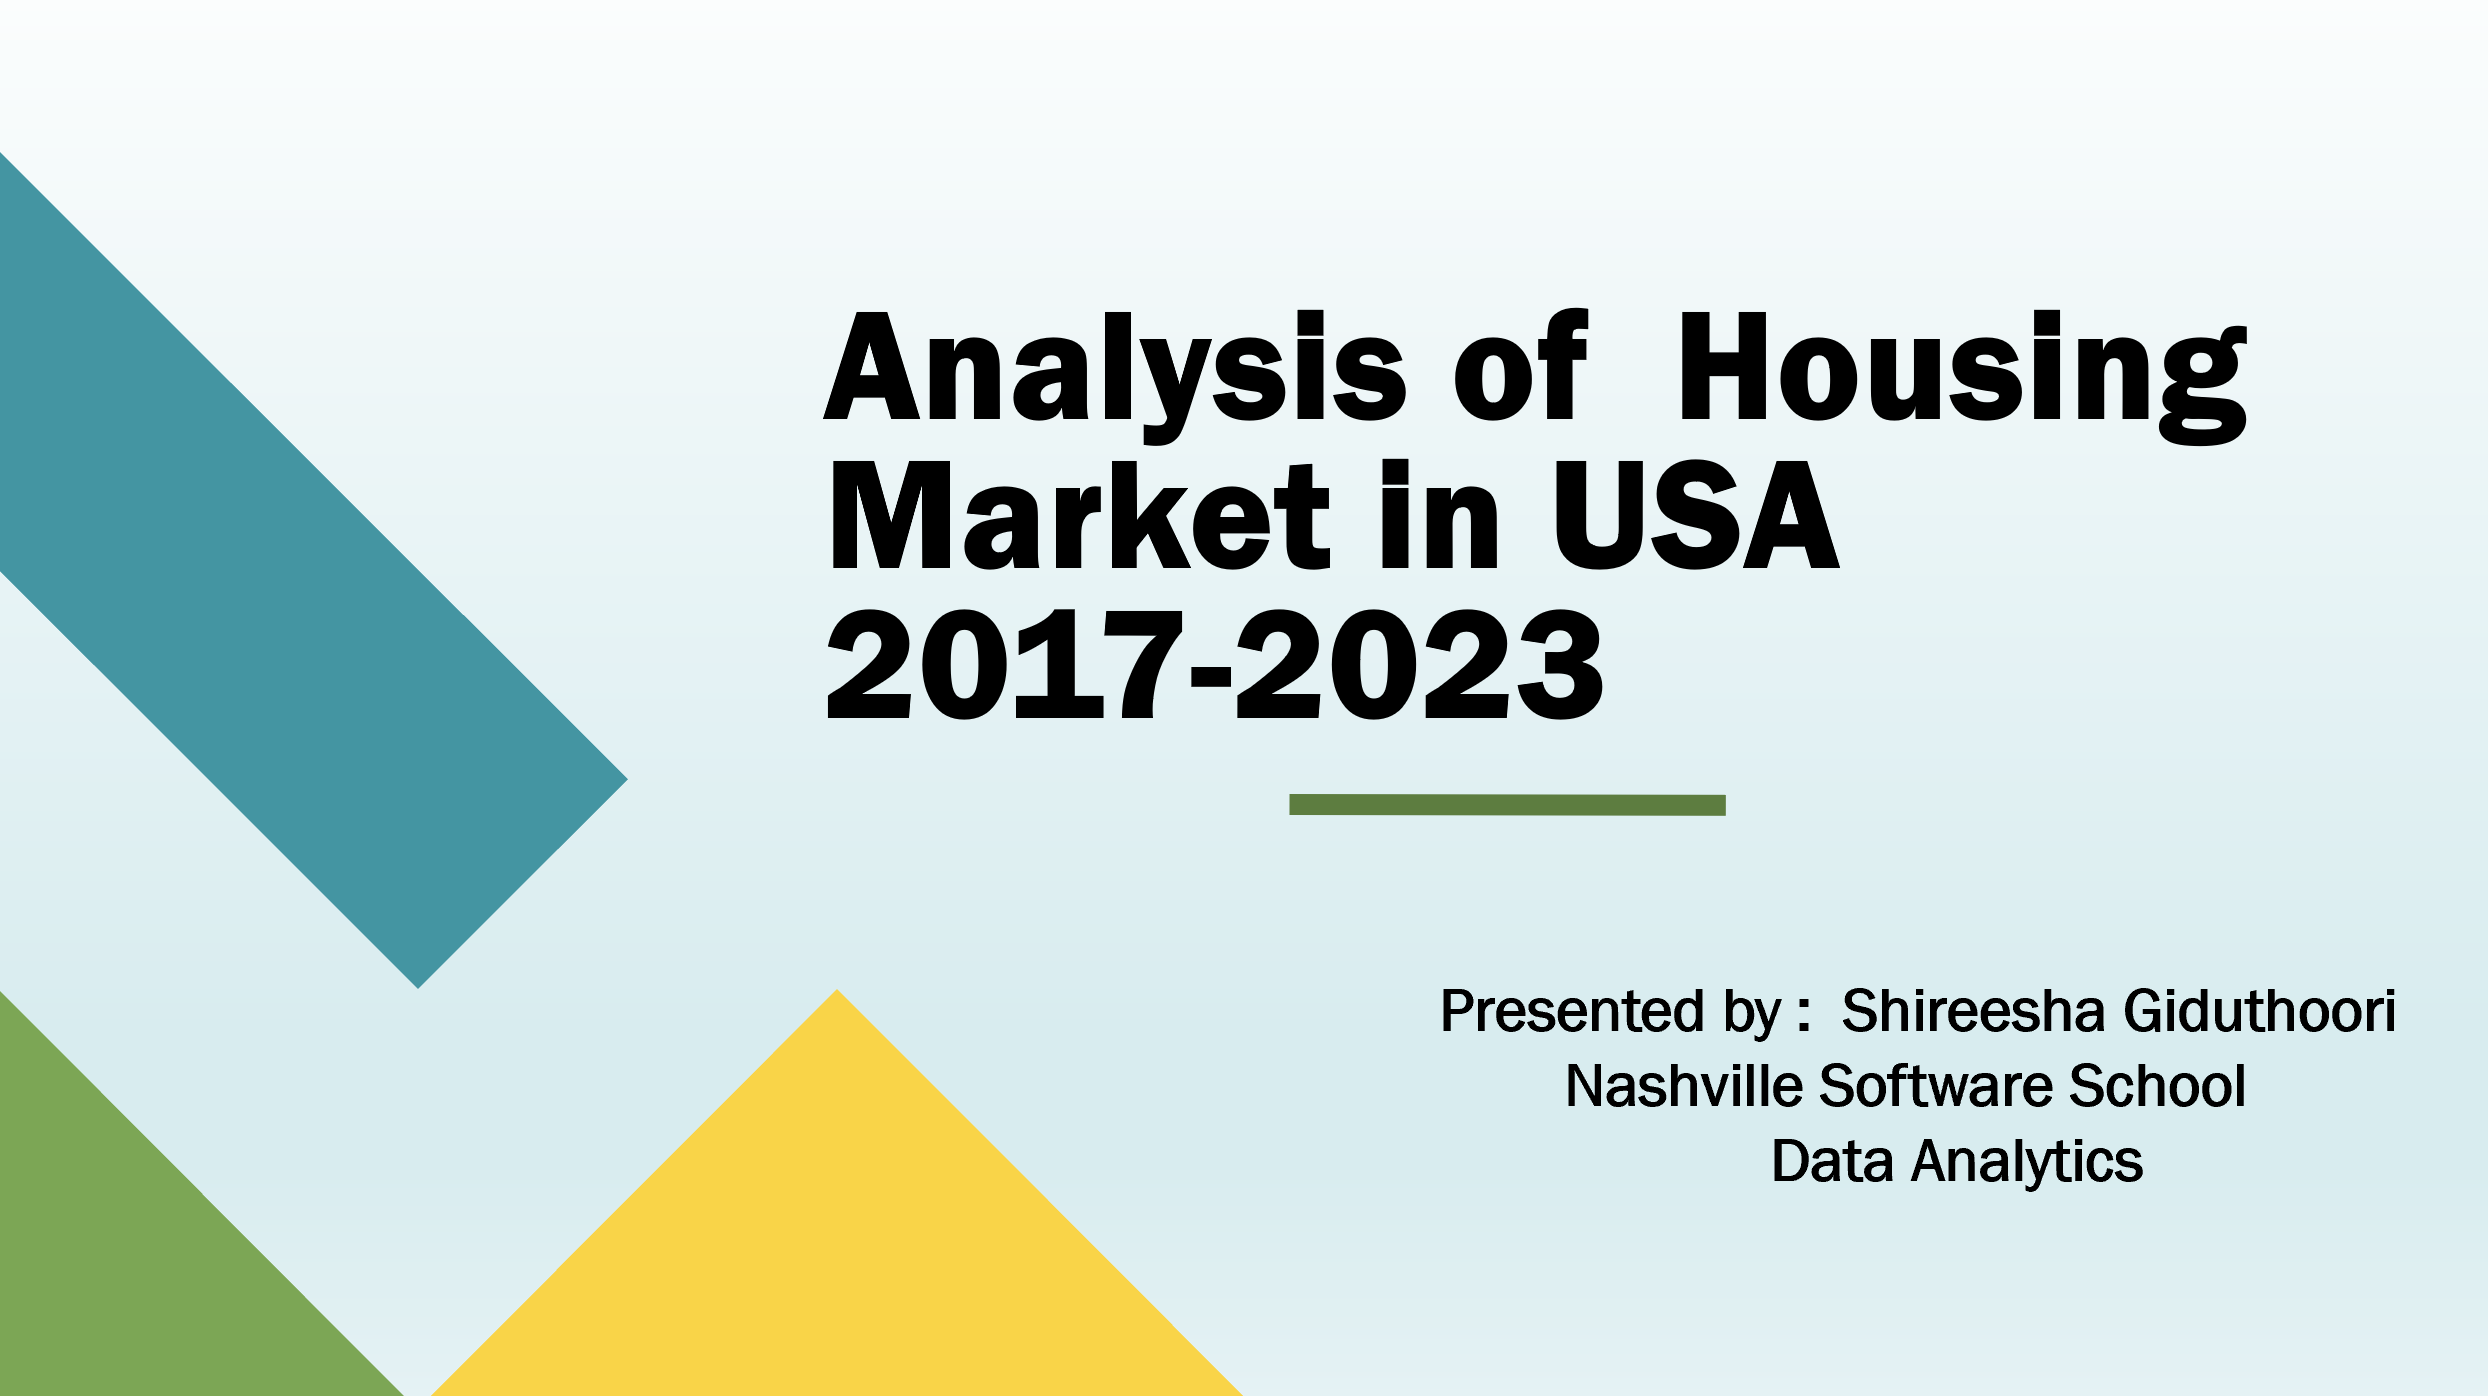 Analysis of  Housing
Market in USA
2017-2023
Presented by :  Shireesha Giduthoori
Nashville Software School
Data Analytics